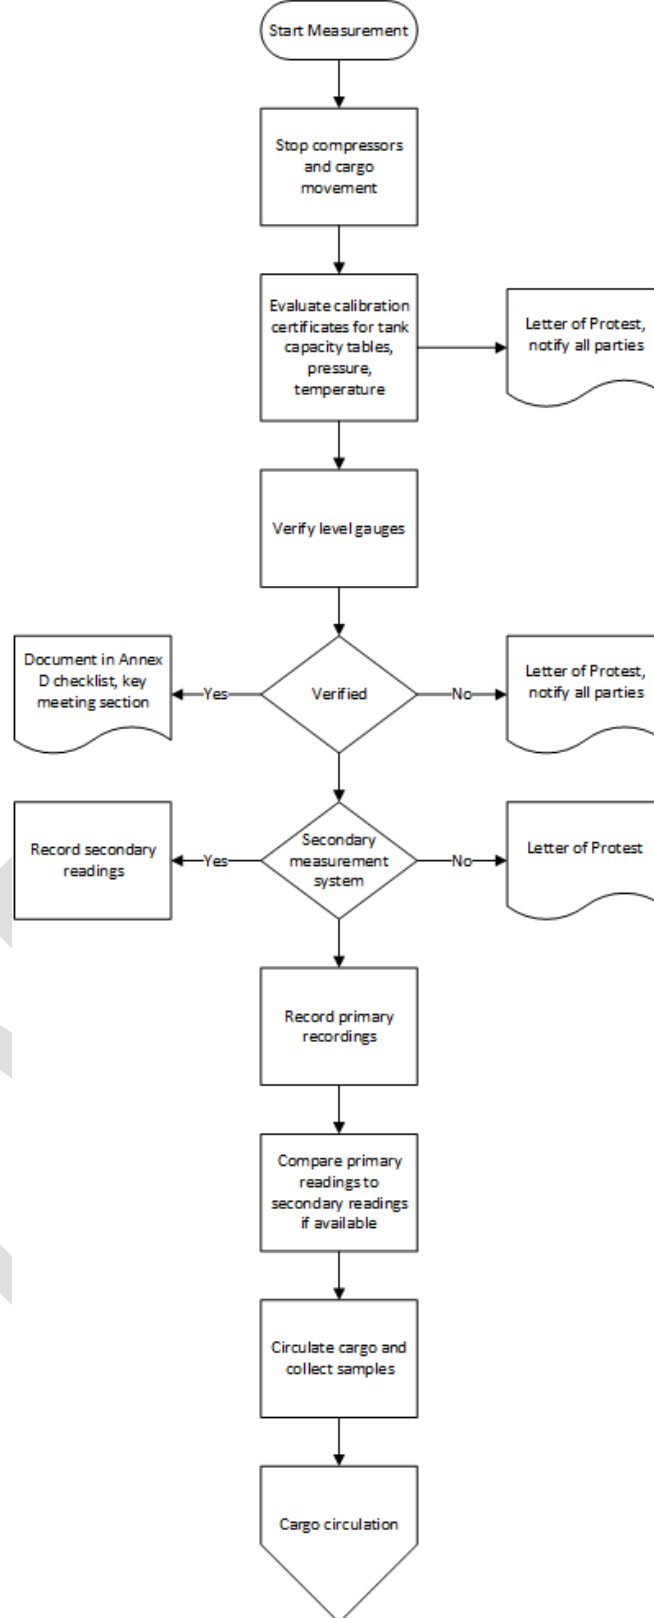 Start Measurement
Stop compressors
and cargo
movement
Evaluate calibration
certificates for tank
capacity tables,
pressure,
temperature
Letter of Protest,
notify all parties
Verify level gauges
Document in Annex
D checklist, key
meeting section
Yes
Verified
No
Letter of Protest,
notify all parties
Record secondary
readings
Yes
Secondary
measurement
system
No
Letter of Protest
Record primary
recordings
Compare primary
readings to
secondary readings
if available
Circulate cargo and
collect samples
Cargo circulation